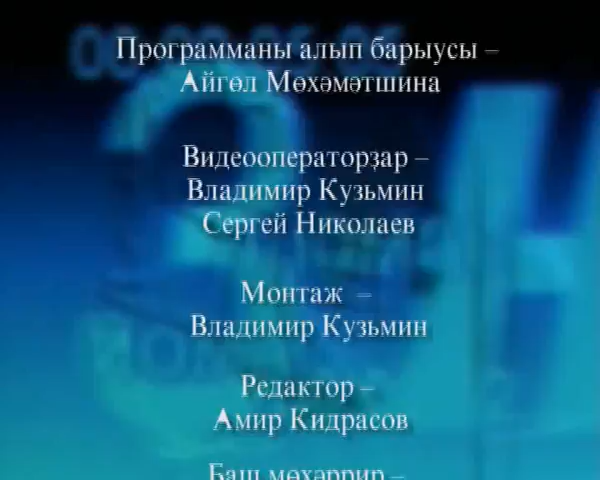 Программаны алып барыусы –
Айгөл Мөхәмәтшина
Видеооператорҙар –
Владимир Кузьмин
Сергей Николаев
Монтаж –
Владимир Кузьмин
Редактор –
Амир Кидрасов
Баш мөхәррир –